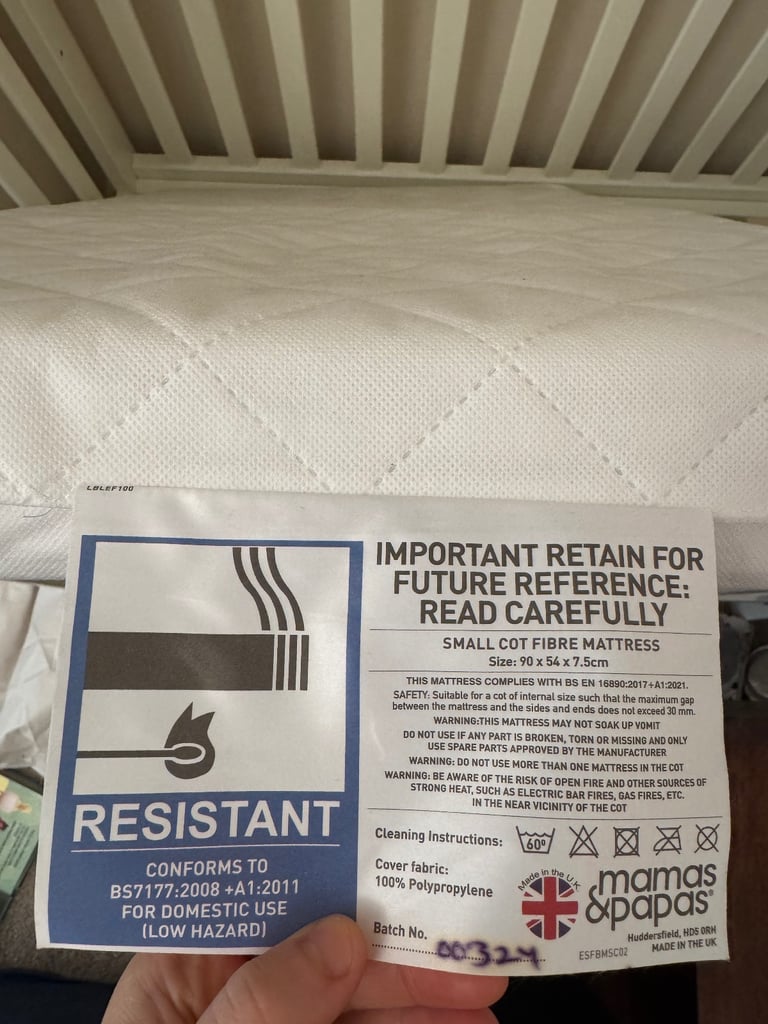 LBLEF100
RESISTANT
CONFORMS TO
BS7177:2008 +A1:2011
FOR DOMESTIC USE
(LOW HAZARD)
IMPORTANT RETAIN FOR
FUTURE REFERENCE:
READ CAREFULLY
SMALL COT FIBRE MATTRESS
Size: 90 x 54 x 7.5cm
THIS MATTRESS COMPLIES WITH BS EN 16890:2017+A1:2021.
SAFETY: Suitable for a cot of internal size such that the maximum gap
between the mattress and the sides and ends does not exceed 30 mm.
WARNING:THIS MATTRESS MAY NOT SOAK UP VOMIT
DO NOT USE IF ANY PART IS BROKEN, TORN OR MISSING AND ONLY
USE SPARE PARTS APPROVED BY THE MANUFACTURER
WARNING: DO NOT USE MORE THAN ONE MATTRESS IN THE COT
WARNING: BE AWARE OF THE RISK OF OPEN FIRE AND OTHER SOURCES OF
STRONG HEAT, SUCH AS ELECTRIC BAR FIRES, GAS FIRES, ETC.
IN THE NEAR VICINITY OF THE COT
Cleaning Instructions: 60°
Cover fabric:
100% Polypropylene
Made in the U.K
mamas
&papas®
Huddersfield, HD5 0RH
MADE IN THE UK
Batch No. 00324
ESFBMSC02